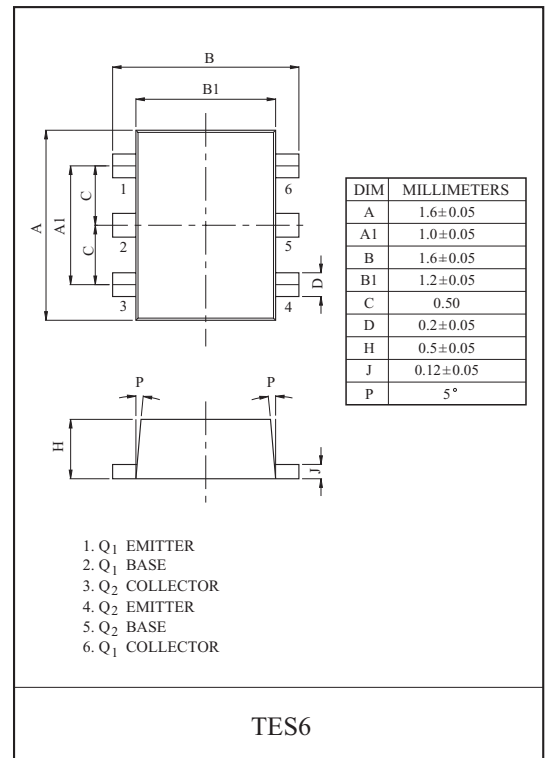 B
B1
A
A1
C
C
D
1
2
3
6
5
4
DIM MILLIMETERS
A 1.6±0.05
A1 1.0±0.05
B 1.6±0.05
B1 1.2±0.05
C 0.50
D 0.2±0.05
H 0.5±0.05
J 0.12±0.05
P 5°
P P
H
J
1. Q1 EMITTER
2. Q1 BASE
3. Q2 COLLECTOR
4. Q2 EMITTER
5. Q2 BASE
6. Q1 COLLECTOR
TES6